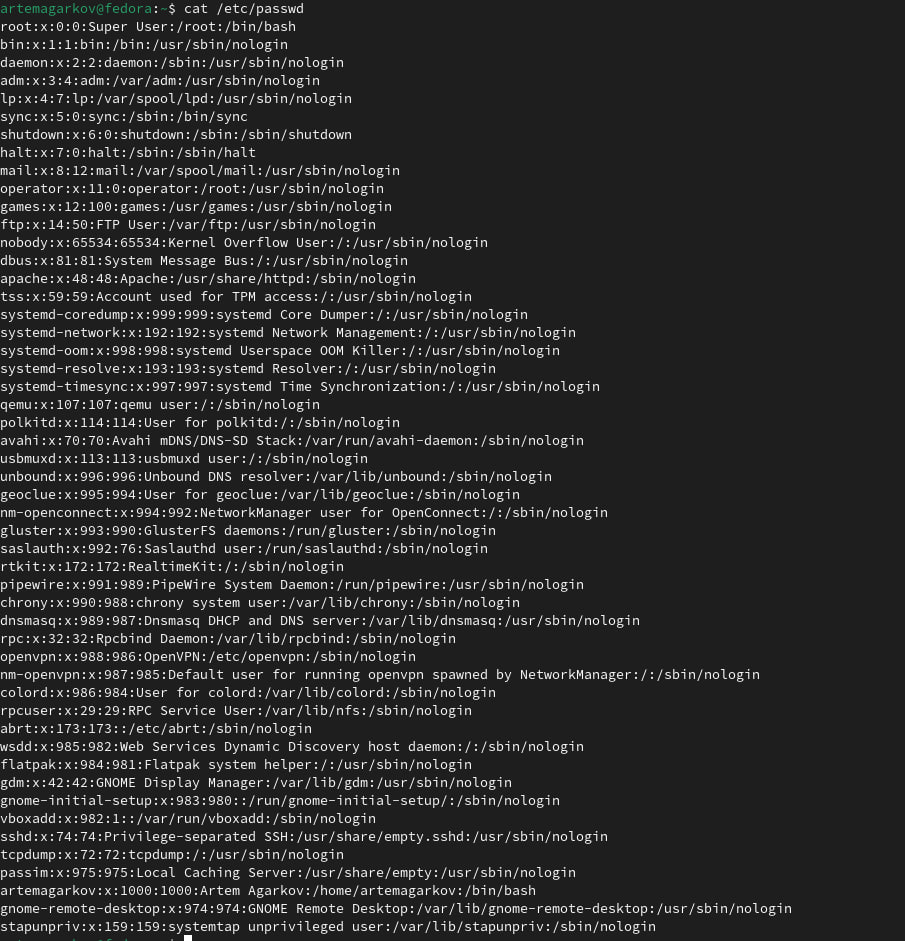 artemagarkov@fedora:~$ cat /etc/passwd
root:x:0:0:Super User:/root:/bin/bash
bin:x:1:1:bin:/bin:/usr/sbin/nologin
daemon:x:2:2:daemon:/sbin:/usr/sbin/nologin
adm:x:3:4:adm:/var/adm:/usr/sbin/nologin
lp:x:4:7:lp:/var/spool/lpd:/usr/sbin/nologin
sync:x:5:0:sync:/sbin:/bin/sync
shutdown:x:6:0:shutdown:/sbin:/sbin/shutdown
halt:x:7:0:halt:/sbin:/sbin/halt
mail:x:8:12:mail:/var/spool/mail:/usr/sbin/nologin
operator:x:11:0:operator:/root:/usr/sbin/nologin
games:x:12:100:games:/usr/games:/usr/sbin/nologin
ftp:x:14:50:FTP User:/var/ftp:/usr/sbin/nologin
nobody:x:65534:65534:Kernel Overflow User:/:/usr/sbin/nologin
dbus:x:81:81:System Message Bus:/:/usr/sbin/nologin
apache:x:48:48:Apache:/usr/share/httpd:/sbin/nologin
tss:x:59:59:Account used for TPM access:/:/usr/sbin/nologin
systemd-coredump:x:999:999:systemd Core Dumper:/:/usr/sbin/nologin
systemd-network:x:192:192:systemd Network Management:/:/usr/sbin/nologin
systemd-oom:x:998:998:systemd Userspace OOM Killer:/:/usr/sbin/nologin
systemd-resolve:x:193:193:systemd Resolver:/:/usr/sbin/nologin
systemd-timesync:x:997:997:systemd Time Synchronization:/:/usr/sbin/nologin
qemu:x:107:107:qemu user:/:/sbin/nologin
polkitd:x:114:114:User for polkitd:/:/sbin/nologin
avahi:x:70:70:Avahi mDNS/DNS-SD Stack:/var/run/avahi-daemon:/sbin/nologin
usbmuxd:x:113:113:usbmuxd user:/:/sbin/nologin
unbound:x:996:996:Unbound DNS resolver:/var/lib/unbound:/sbin/nologin
geoclue:x:995:994:User for geoclue:/var/lib/geoclue:/sbin/nologin
nm-openconnect:x:994:992:NetworkManager user for OpenConnect:/:/sbin/nologin
gluster:x:993:990:GlusterFS daemons:/run/gluster:/sbin/nologin
saslauth:x:992:76:Saslauthd user:/run/saslauthd:/sbin/nologin
rtkit:x:172:172:RealtimeKit:/:/sbin/nologin
pipewire:x:991:989:PipeWire System Daemon:/run/pipewire:/usr/sbin/nologin
chrony:x:990:988:chrony system user:/var/lib/chrony:/sbin/nologin
dnsmasq:x:989:987:Dnsmasq DHCP and DNS server:/var/lib/dnsmasq:/usr/sbin/nologin
rpc:x:32:32:Rpcbind Daemon:/var/lib/rpcbind:/sbin/nologin
openvpn:x:988:986:OpenVPN:/etc/openvpn:/sbin/nologin
nm-openvpn:x:987:985:Default user for running openvpn spawned by NetworkManager:/:/sbin/nologin
colord:x:986:984:User for colord:/var/lib/colord:/sbin/nologin
rpcuser:x:29:29:RPC Service User:/var/lib/nfs:/sbin/nologin
abrt:x:173:173::/etc/abrt:/sbin/nologin
wsdd:x:985:982:Web Services Dynamic Discovery host daemon:/:/sbin/nologin
flatpak:x:984:981:Flatpak system helper:/:/usr/sbin/nologin
gdm:x:42:42:GNOME Display Manager:/var/lib/gdm:/usr/sbin/nologin
gnome-initial-setup:x:983:980::/run/gnome-initial-setup/:/sbin/nologin
vboxadd:x:982:1::/var/run/vboxadd:/sbin/nologin
sshd:x:74:74:Privilege-separated SSH:/usr/share/empty.sshd:/usr/sbin/nologin
tcpdump:x:72:72:tcpdump:/:/usr/sbin/nologin
passim:x:975:975:Local Caching Server:/usr/share/empty:/usr/sbin/nologin
artemagarkov:x:1000:1000:Artem Agarkov:/home/artemagarkov:/bin/bash
gnome-remote-desktop:x:974:974:GNOME Remote Desktop:/var/lib/gnome-remote-desktop:/usr/sbin/nologin
stapunpriv:x:159:159:systemtap unprivileged user:/var/lib/stapunpriv:/sbin/nologin